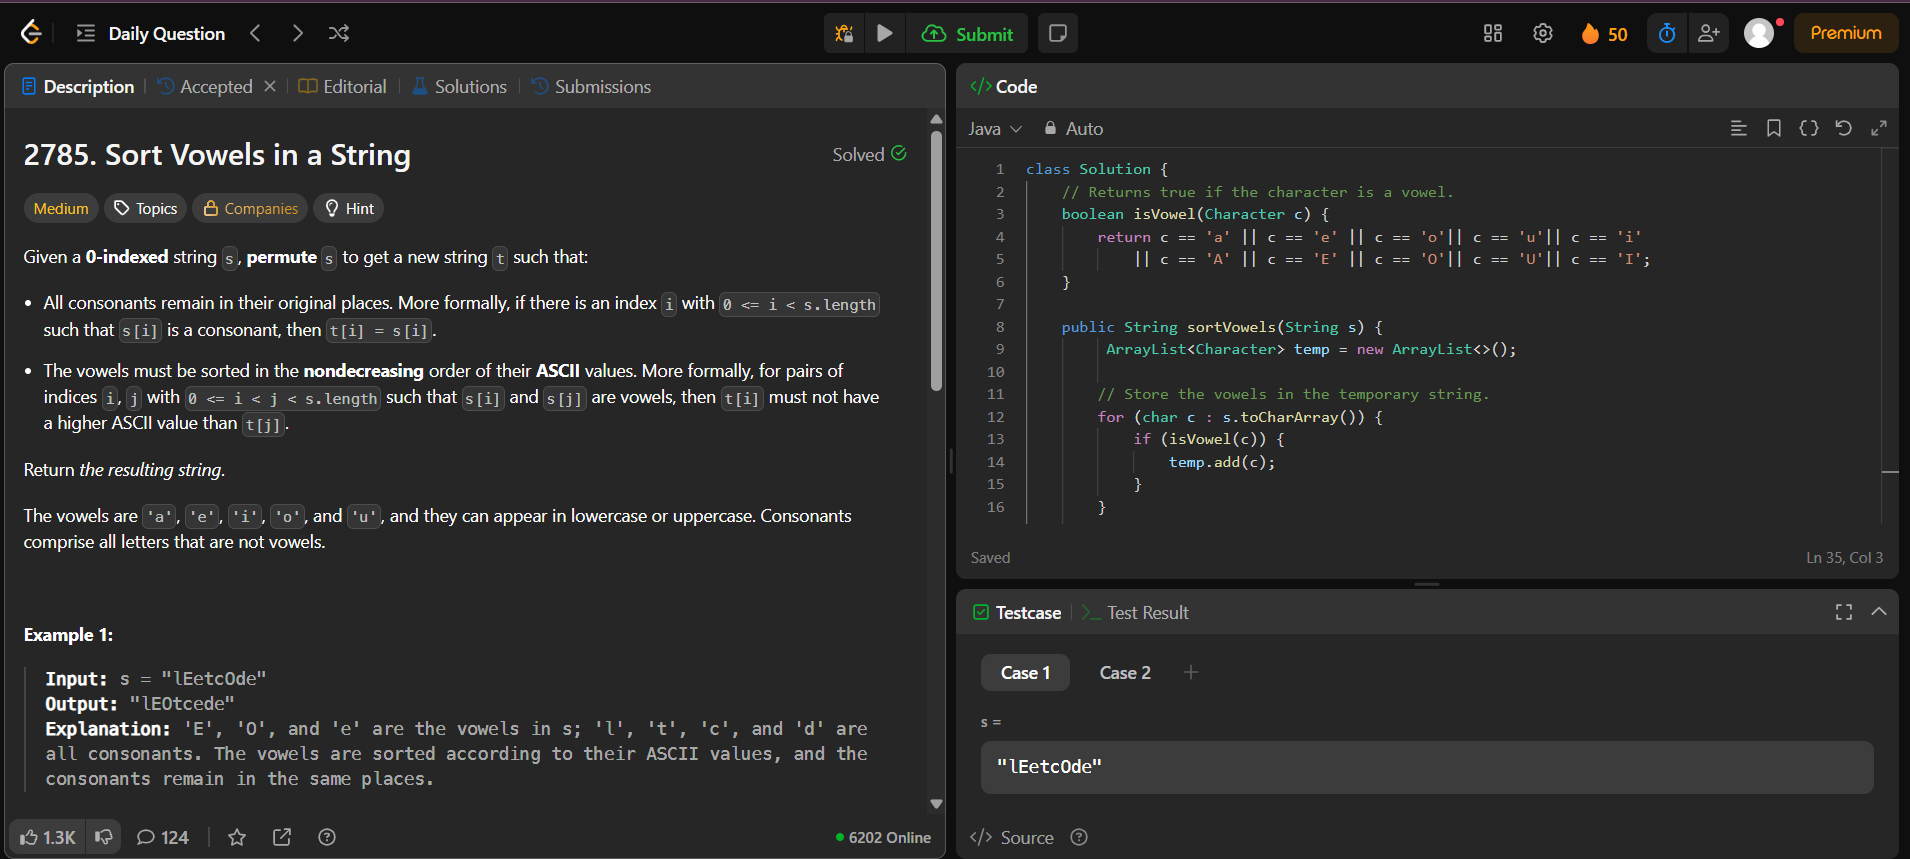 Daily Question
Submit
50
Premium
Description
Accepted
Editorial
Solutions
Submissions
2785. Sort Vowels in a String
Solved
Medium
Topics
Companies
Hint
Given a 0-indexed string s, permute s to get a new string t such that:
• All consonants remain in their original places. More formally, if there is an index i with 0 <= i < s.length
such that s[i] is a consonant, then t[i] = s[i].
• The vowels must be sorted in the nondecreasing order of their ASCII values. More formally, for pairs of
indices i, j with 0 <= i < j < s.length such that s[i] and s[j] are vowels, then t[i] must not have
a higher ASCII value than t[j].
Return the resulting string.
The vowels are 'a', 'e', 'i', 'o', and 'u', and they can appear in lowercase or uppercase. Consonants
comprise all letters that are not vowels.
Example 1:
Input: s = "lEetcOde"
Output: "lEOtcede"
Explanation: 'E', 'O', and 'e' are the vowels in s; 'l', 't', 'c', and 'd' are
all consonants. The vowels are sorted according to their ASCII values, and the
consonants remain in the same places.
1.3K
124
6202 Online
</> Code
Java
Auto
1 class Solution {
2 // Returns true if the character is a vowel.
3 boolean isVowel(Character c) {
4 return c == 'a' || c == 'e' || c == 'o'|| c == 'u'|| c == 'i'
5 || c == 'A' || c == 'E' || c == 'O'|| c == 'U'|| c == 'I';
6 }
7
8 public String sortVowels(String s) {
9 ArrayList<Character> temp = new ArrayList<>();
10
11 // Store the vowels in the temporary string.
12 for (char c : s.toCharArray()) {
13 if (isVowel(c)) {
14 temp.add(c);
15 }
16 }
Saved
Ln 35, Col 3
Testcase
>_ Test Result
Case 1
Case 2
+
s =
"lEetcOde"
</> Source